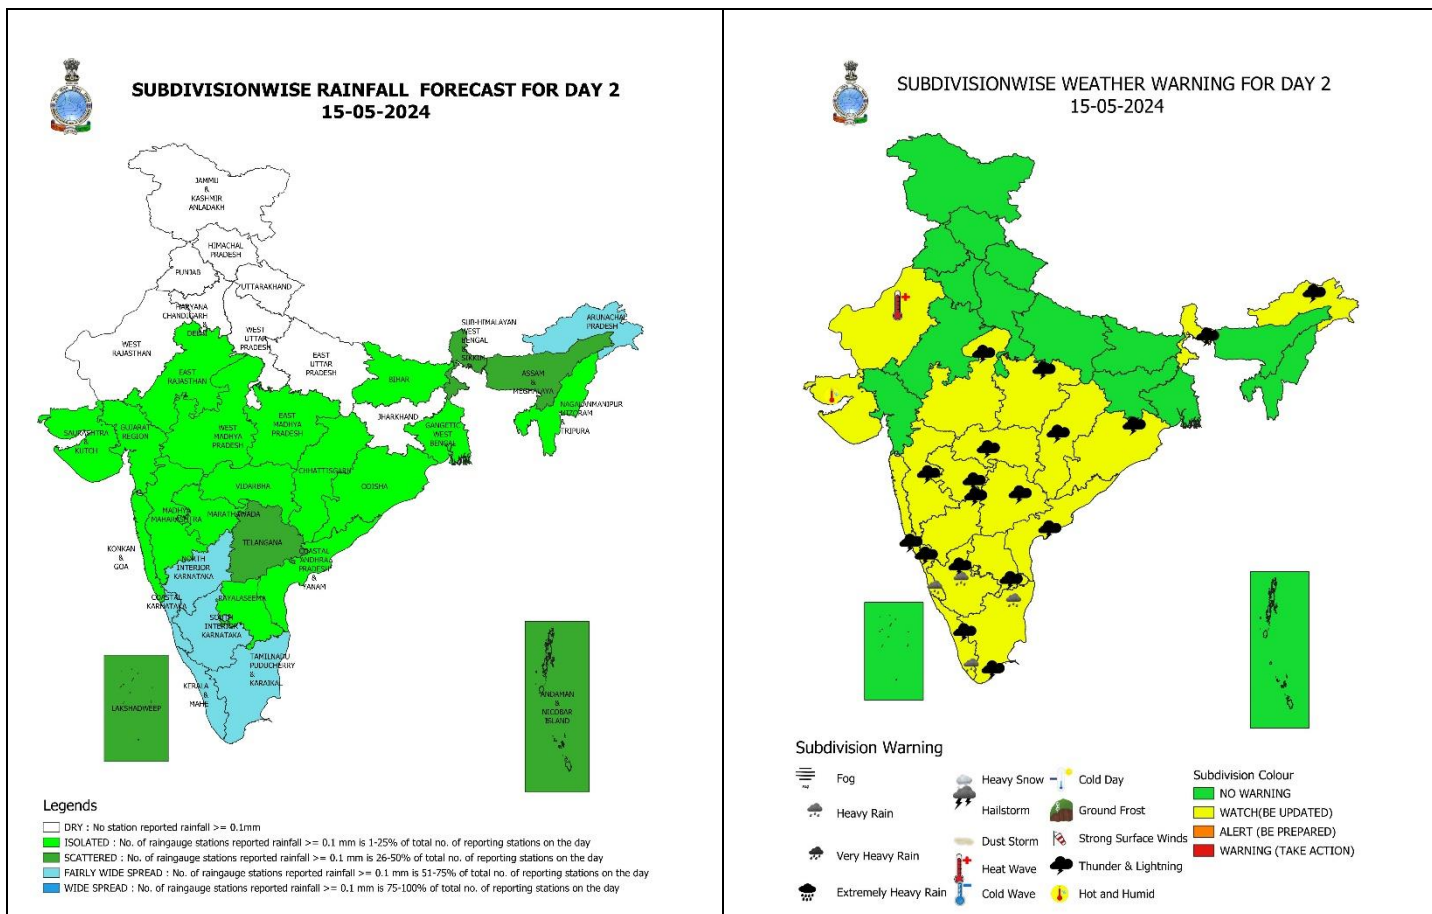 SUBDIVISIONWISE RAINFALL FORECAST FOR DAY 2
15-05-2024
JAMMU
&
KASHMIR
ANLADAKH
HIMACHAL
PRADESH
PUNJAB
UTTARAKHAND
HARYANA
CHANDIGARH
&
DELHI
WEST
UTTAR
PRADESH
WEST
RAJASTHAN
EAST
UTTAR
PRADESH
SUB-HIMALAYAN
WEST
BENGAL
&
SIKKIM
ARUNACHAL
PRADESH
EAST
RAJASTHAN
BIHAR
ASSAM
&
MEGHALAYA
NAGALANMANIPUR
MIZORAM
&
TRIPURA
JHARKHAND
GANGETIC
WEST
BENGAL
SAURASHTRA
&
KUTCH
GUJARAT
REGION
WEST
MADHYA
PRADESH
EAST
MADHYA
PRADESH
CHHATTISGARH
ODISHA
VIDARBHA
MADHYA
MAHARASHTRA
MARATHAWADA
TELANGANA
KONKAN
&
GOA
NORTH
INTERIOR
KARNATAKA
COASTAL
ANDHRA
PRADESH
&
YANAM
COASTAL
KARNATAKA
RAYALASEEMA
SOUTH
INTERIOR
KARNATAKA
TAMILNADU
PUDUCHERRY
&
KARAIKAL
KERALA
&
MAHE
LAKSHADWEEP
ANDAMAN
&
NICOBAR
ISLAND
Legends
DRY : No station reported rainfall >= 0.1mm
ISOLATED : No. of raingauge stations reported rainfall >= 0.1 mm is 1-25% of total no. of reporting stations on the day
SCATTERED : No. of raingauge stations reported rainfall >= 0.1 mm is 26-50% of total no. of reporting stations on the day
FAIRLY WIDE SPREAD : No. of raingauge stations reported rainfall >= 0.1 mm is 51-75% of total no. of reporting stations on the day
WIDE SPREAD : No. of raingauge stations reported rainfall >= 0.1 mm is 75-100% of total no. of reporting stations on the day
SUBDIVISIONWISE WEATHER WARNING FOR DAY 2
15-05-2024
Subdivision Warning
Fog
Heavy Rain
Very Heavy Rain
Extremely Heavy Rain
Heavy Snow
Hailstorm
Dust Storm
Heat Wave
Cold Wave
Cold Day
Ground Frost
Strong Surface Winds
Thunder & Lightning
Hot and Humid
Subdivision Colour
NO WARNING
WATCH(BE UPDATED)
ALERT (BE PREPARED)
WARNING (TAKE ACTION)